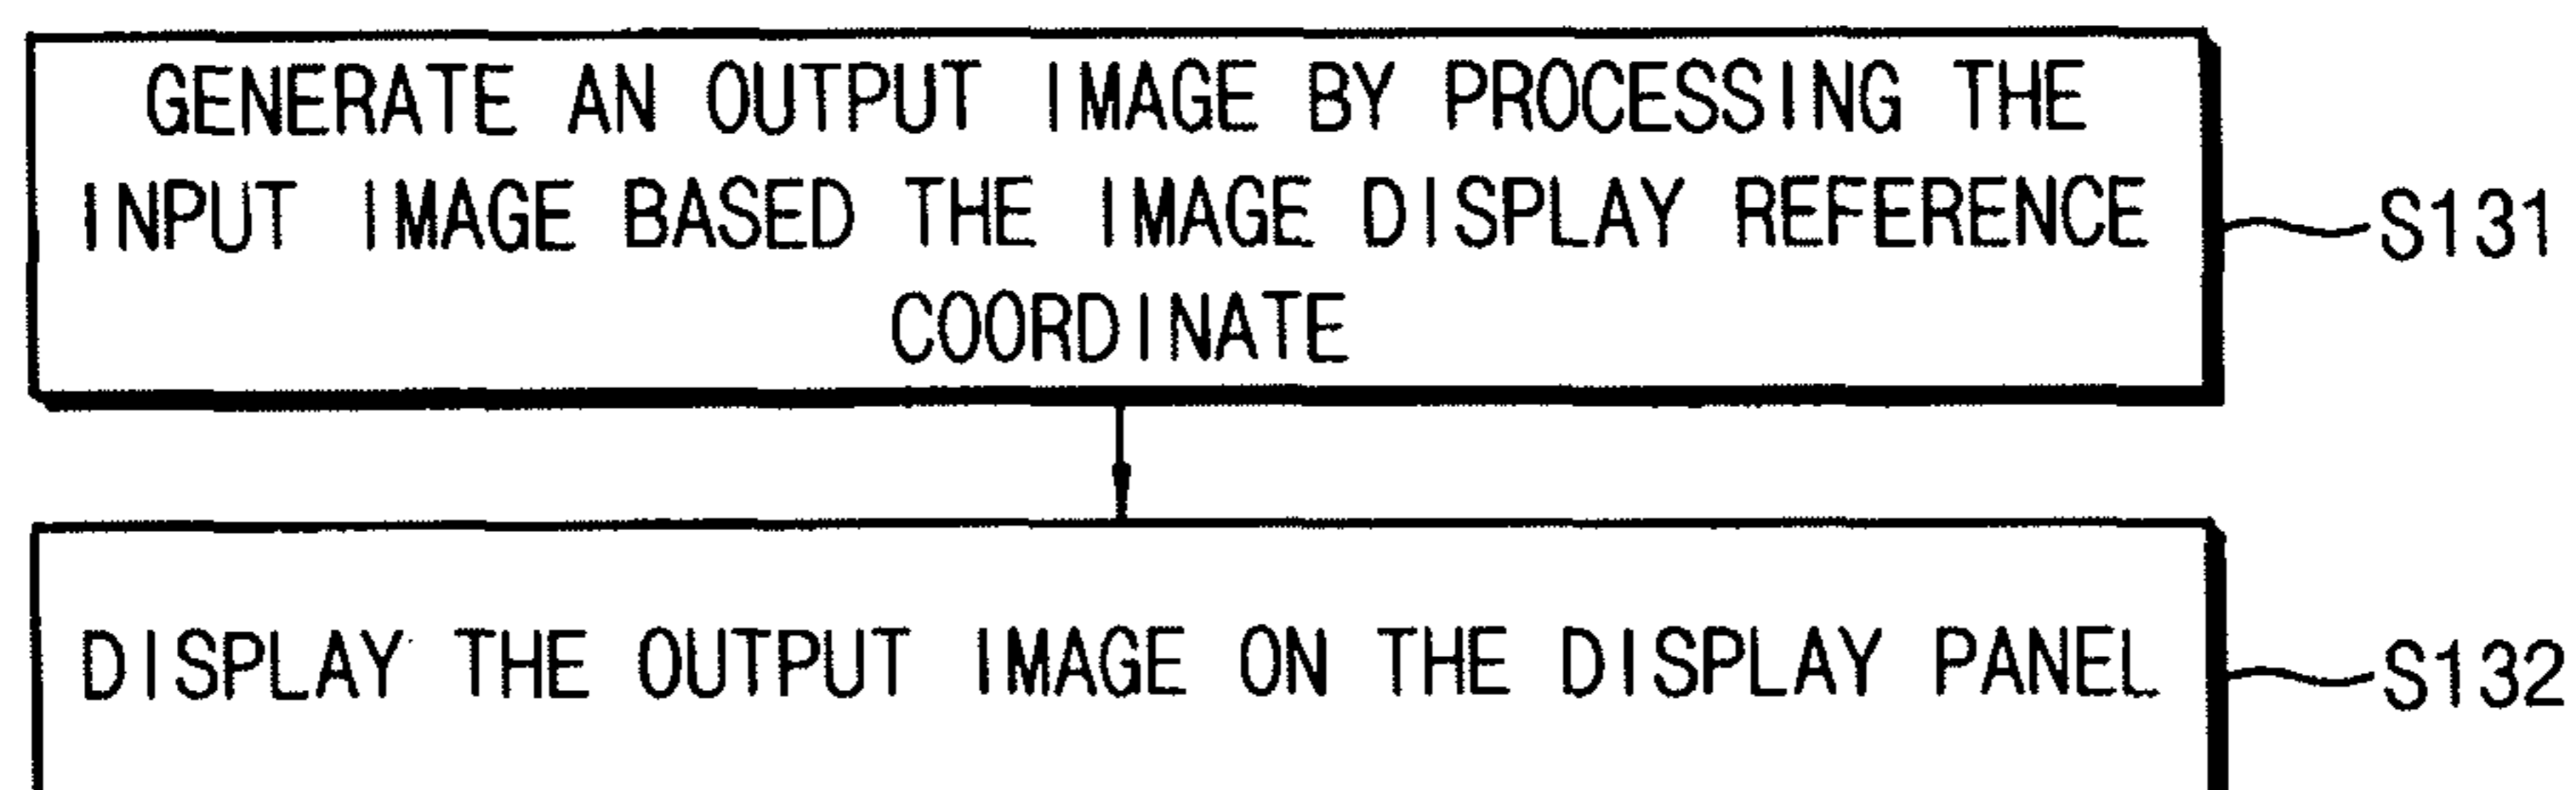 GENERATE AN OUTPUT IMAGE BY PROCESSING THE
INPUT IMAGE BASED THE IMAGE DISPLAY REFERENCE
COORDINATE
S131
DISPLAY THE OUTPUT IMAGE ON THE DISPLAY PANEL
S132